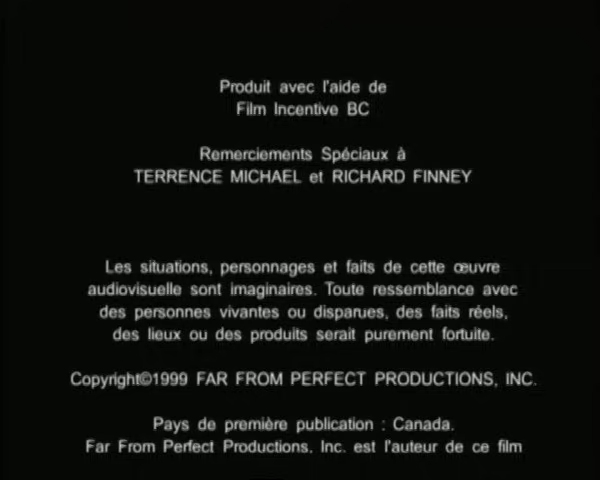 Produit avec l'aide de
Film Incentive BC
Remerciements Spéciaux à
TERRENCE MICHAEL et RICHARD FINNEY
Les situations, personnages et faits de cette œuvre
audiovisuelle sont imaginaires. Toute ressemblance avec
des personnes vivantes ou disparues, des faits réels,
des lieux ou des produits serait purement fortuite.
Copyright©1999 FAR FROM PERFECT PRODUCTIONS, INC.
Pays de première publication : Canada.
Far From Perfect Productions, Inc. est l'auteur de ce film